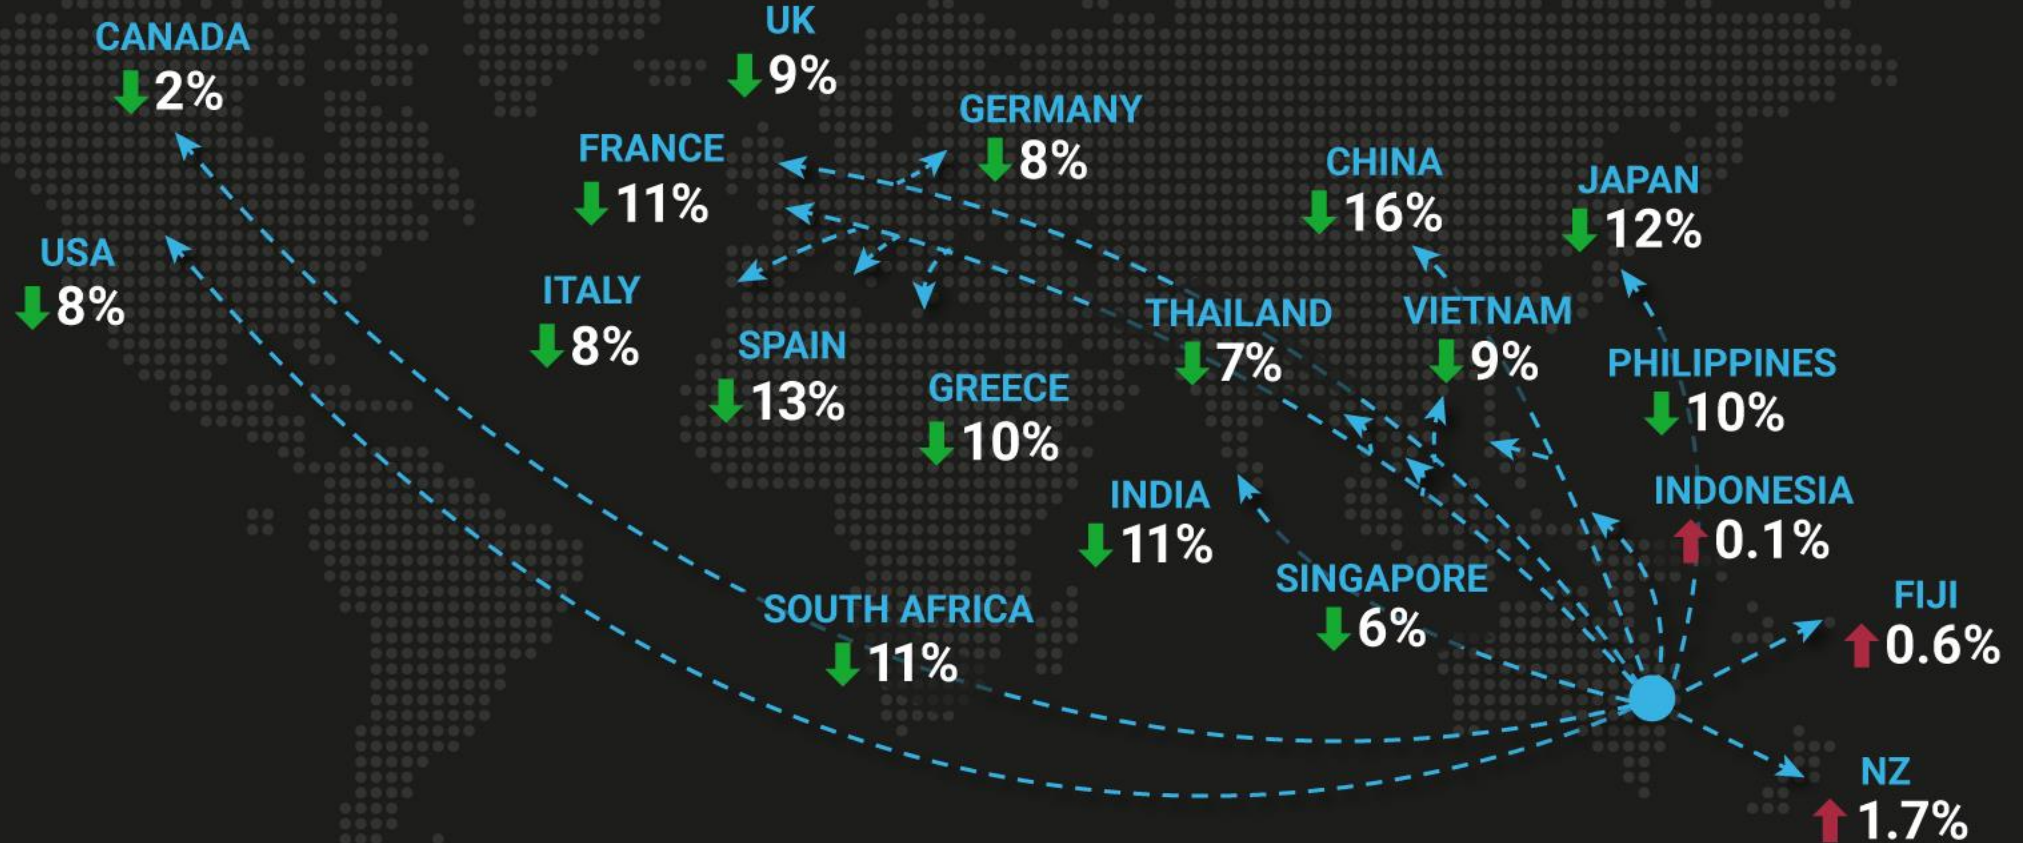 CANADA
2%
UK
9%
GERMANY
8%
FRANCE
11%
CHINA
16%
JAPAN
12%
USA
8%
ITALY
8%
SPAIN
13%
GREECE
10%
THAILAND
7%
VIETNAM
9%
PHILIPPINES
10%
INDIA
11%
INDONESIA
0.1%
SINGAPORE
6%
SOUTH AFRICA
11%
FIJI
0.6%
NZ
1.7%